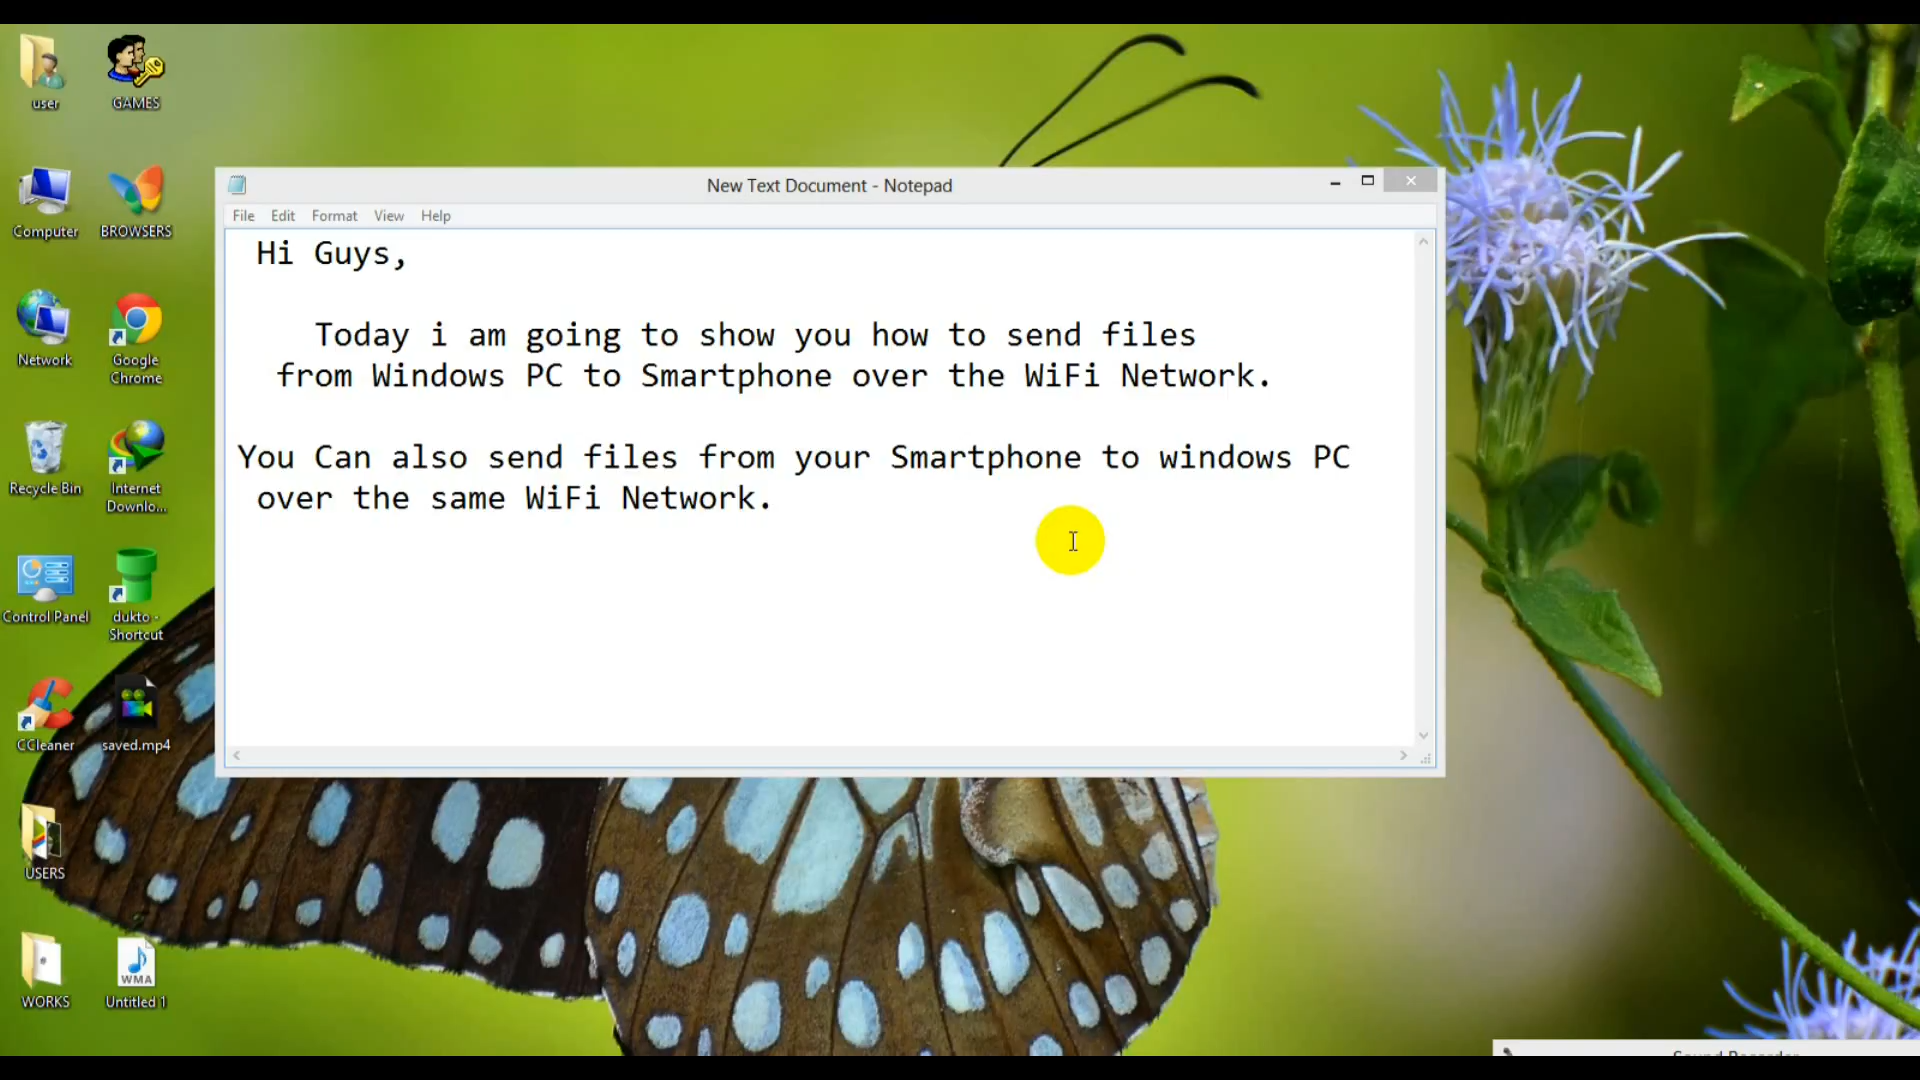 user
GAMES
Computer
BROWSERS
Network
Google
Chrome
Recycle Bin
Internet
Downlo...
Control Panel
dukto -
Shortcut
CCleaner
saved.mp4
USERS
WORKS
WMA
Untitled 1
New Text Document - Notepad
File Edit Format View Help
Hi Guys,
Today i am going to show you how to send files
from Windows PC to Smartphone over the WiFi Network.
You Can also send files from your Smartphone to windows PC
over the same WiFi Network.
Sound Recorder